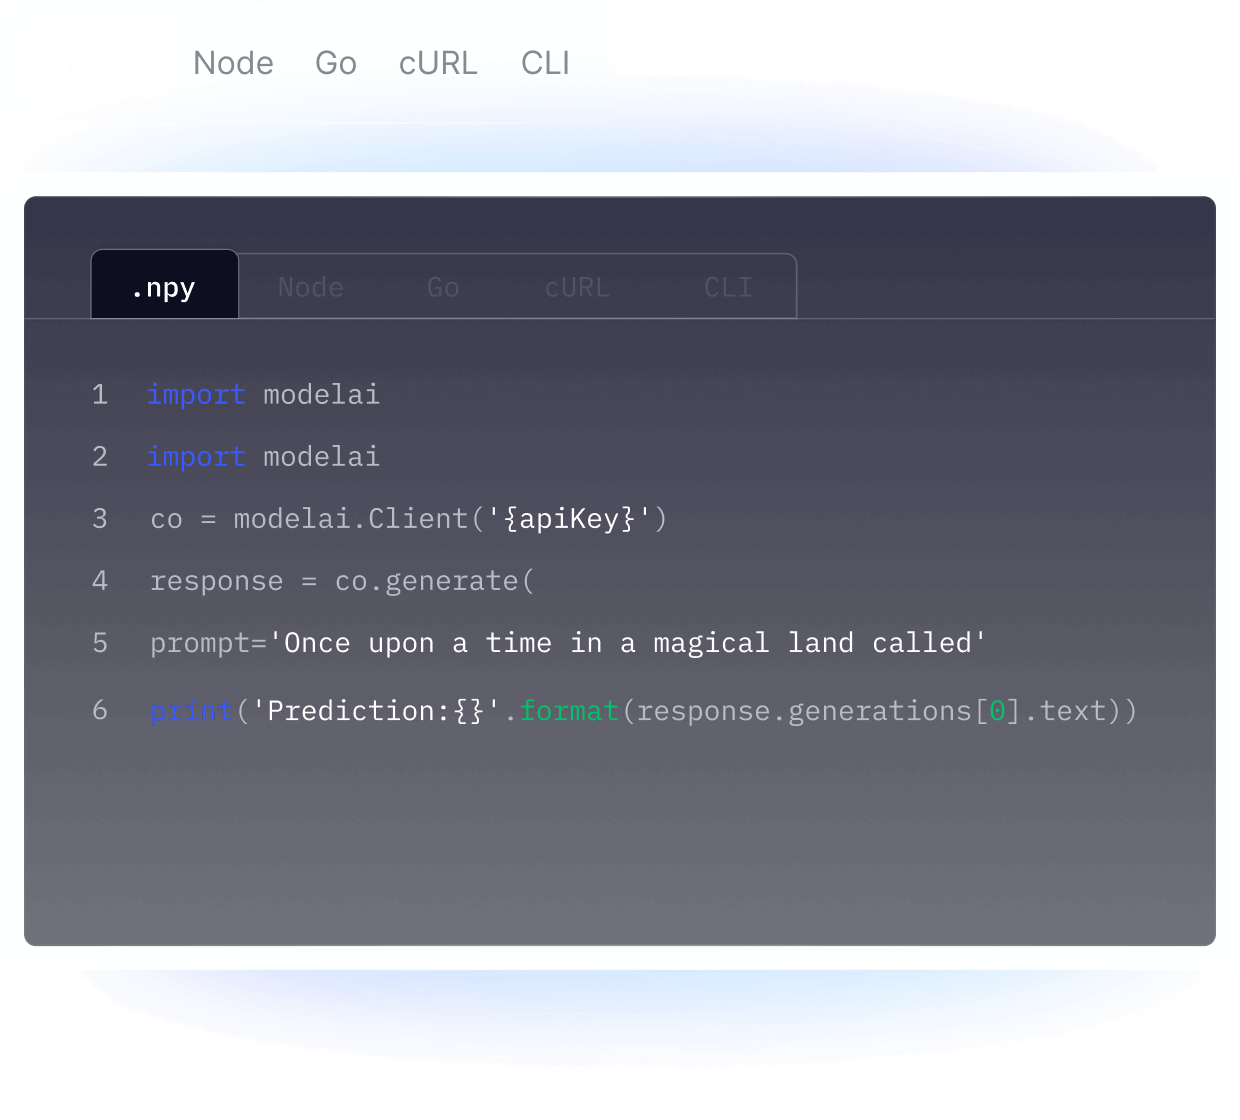 Node Go cURL CLI
.npy Node Go cURL CLI
1 import modelai
2 import modelai
3 co = modelai.Client('{apiKey}')
4 response = co.generate(
5 prompt='Once upon a time in a magical land called'
6 print('Prediction:{}'.format(response.generations[0].text))